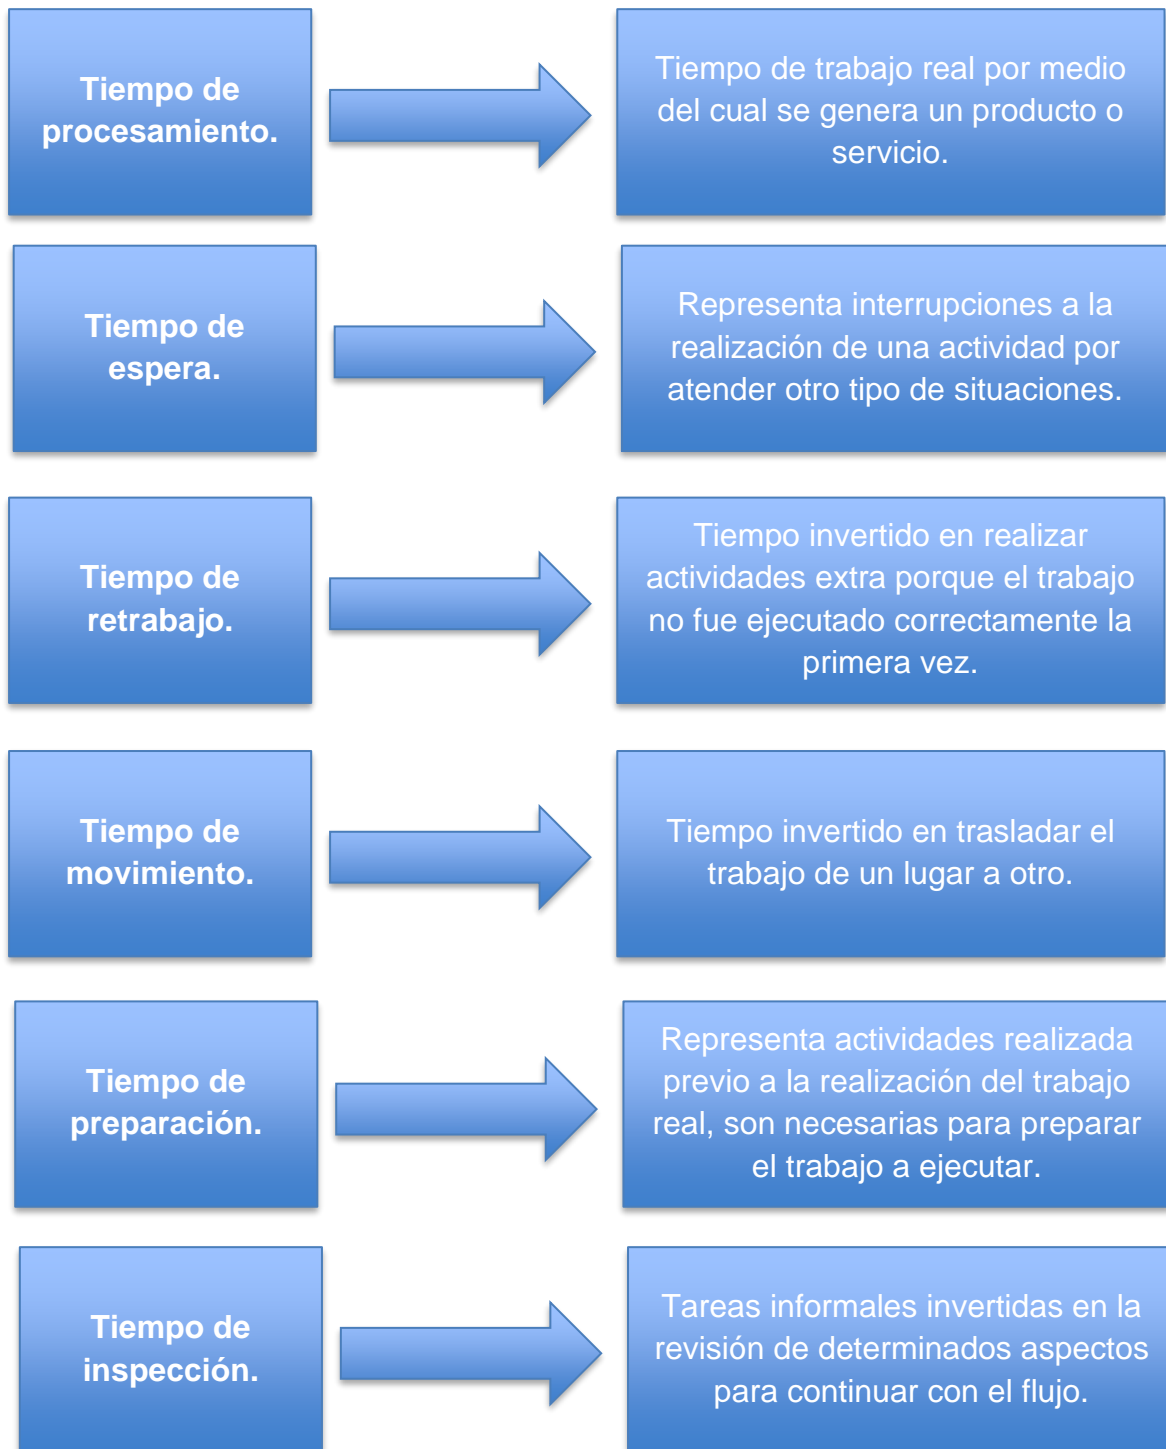 Tiempo de
procesamiento.
Tiempo de trabajo real por medio
del cual se genera un producto o
servicio.
Tiempo de
espera.
Representa interrupciones a la
realización de una actividad por
atender otro tipo de situaciones.
Tiempo de
retrabajo.
Tiempo invertido en realizar
actividades extra porque el trabajo
no fue ejecutado correctamente la
primera vez.
Tiempo de
movimiento.
Tiempo invertido en trasladar el
trabajo de un lugar a otro.
Tiempo de
preparación.
Representa actividades realizada
previo a la realización del trabajo
real, son necesarias para preparar
el trabajo a ejecutar.
Tiempo de
inspección.
Tareas informales invertidas en la
revisión de determinados aspectos
para continuar con el flujo.